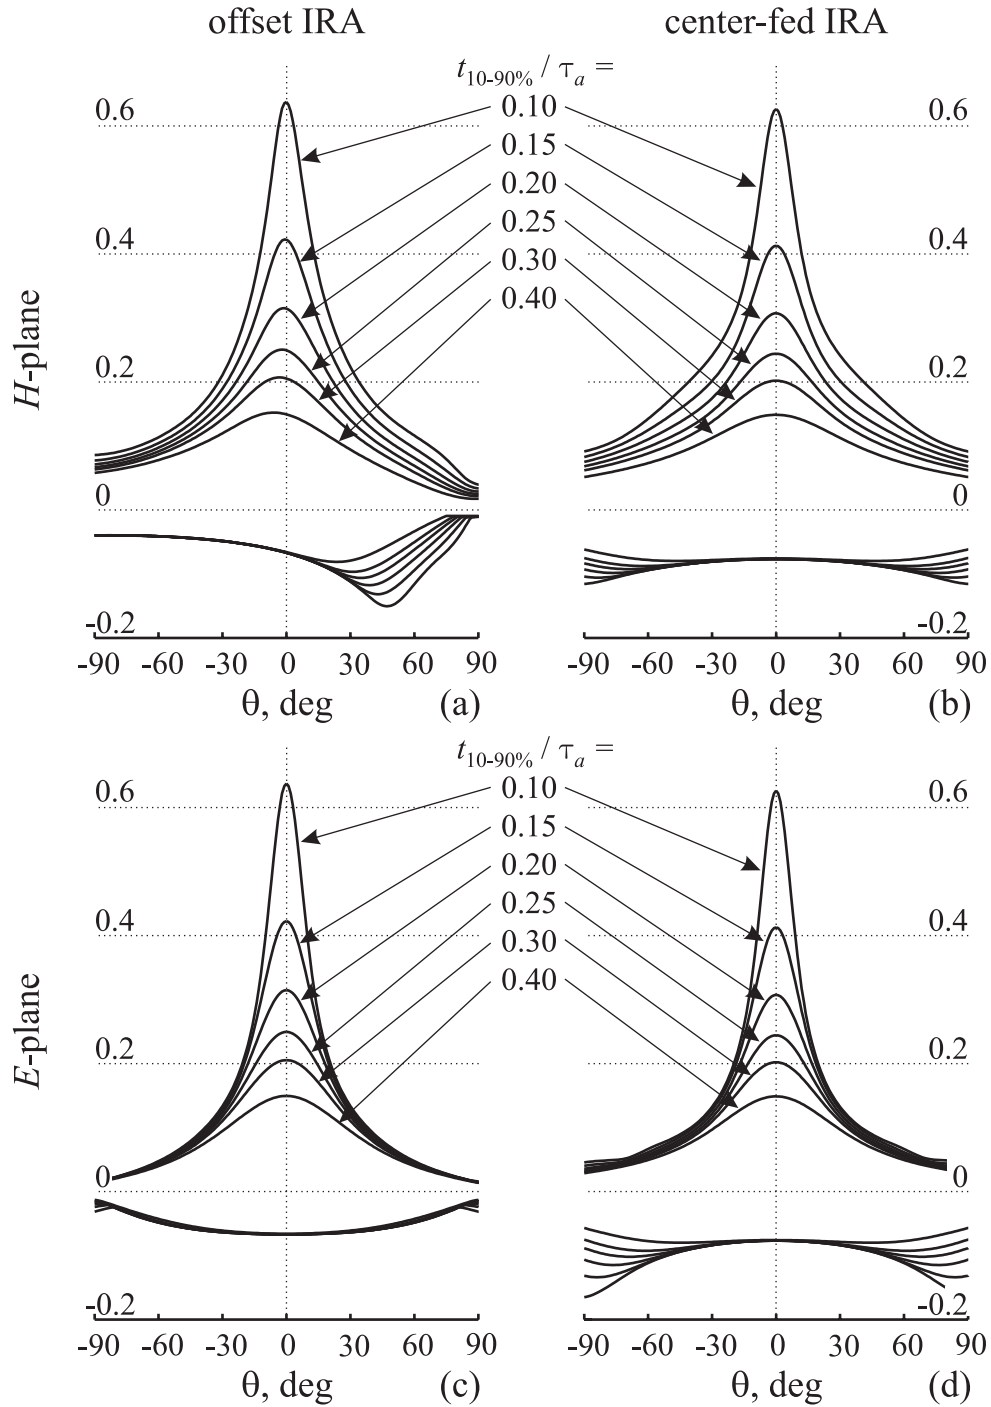 offset IRA
center-fed IRA
t10-90% / τa =
0.10
0.15
0.20
0.25
0.30
0.40
H-plane
0.6
0.4
0.2
0
-0.2
-90 -60 -30 0 30 60 90
θ, deg
(a)
0.6
0.4
0.2
0
-0.2
-90 -60 -30 0 30 60 90
θ, deg
(b)
t10-90% / τa =
0.10
0.15
0.20
0.25
0.30
0.40
E-plane
0.6
0.4
0.2
0
-0.2
-90 -60 -30 0 30 60 90
θ, deg
(c)
0.6
0.4
0.2
0
-0.2
-90 -60 -30 0 30 60 90
θ, deg
(d)